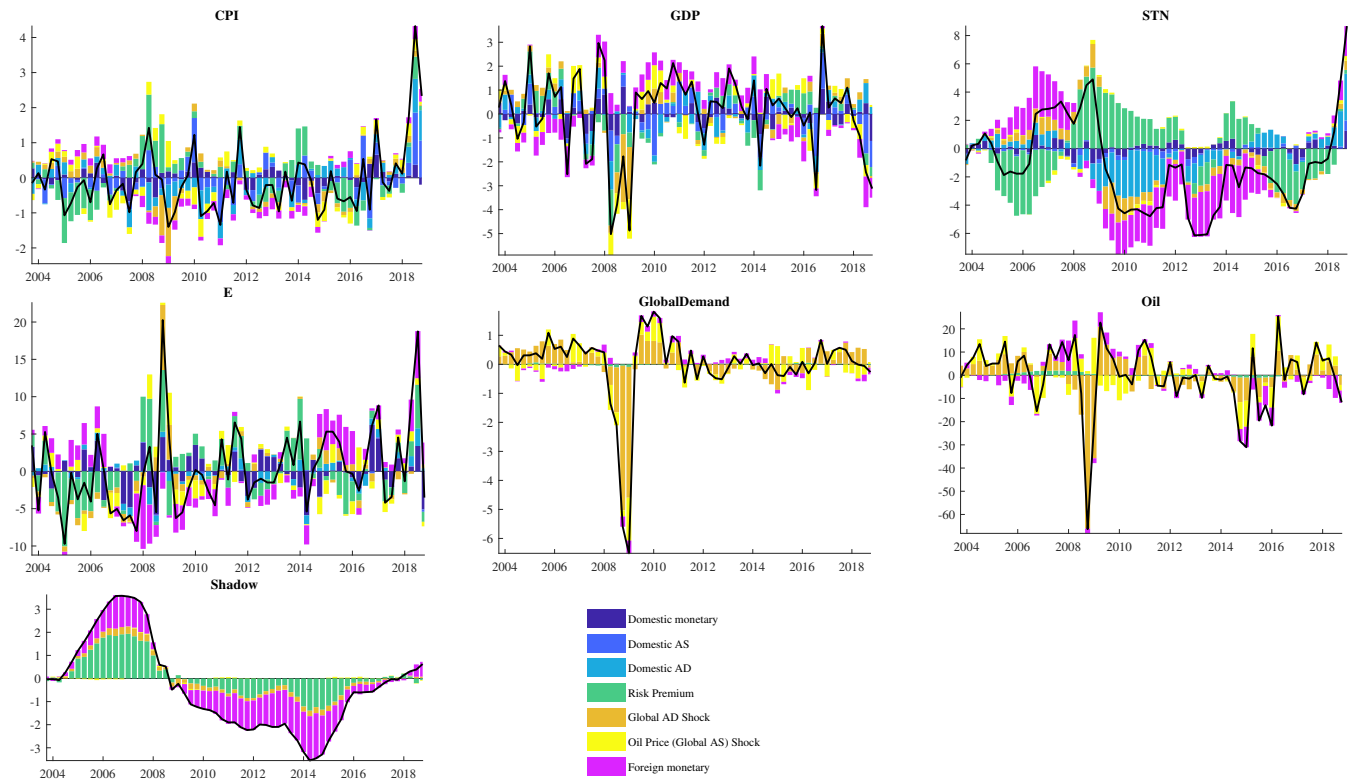 CPI
4
3
2
1
0
-1
-2
2004 2006 2008 2010 2012 2014 2016 2018
GDP
3
2
1
0
-1
-2
-3
-4
-5
2004 2006 2008 2010 2012 2014 2016 2018
STN
8
6
4
2
0
-2
-4
-6
2004 2006 2008 2010 2012 2014 2016 2018
E
20
15
10
5
0
-5
-10
2004 2006 2008 2010 2012 2014 2016 2018
GlobalDemand
1
0
-1
-2
-3
-4
-5
-6
2004 2006 2008 2010 2012 2014 2016 2018
Oil
20
10
0
-10
-20
-30
-40
-50
-60
2004 2006 2008 2010 2012 2014 2016 2018
Shadow
3
2
1
0
-1
-2
-3
2004 2006 2008 2010 2012 2014 2016 2018
Domestic monetary
Domestic AS
Domestic AD
Risk Premium
Global AD Shock
Oil Price (Global AS) Shock
Foreign monetary